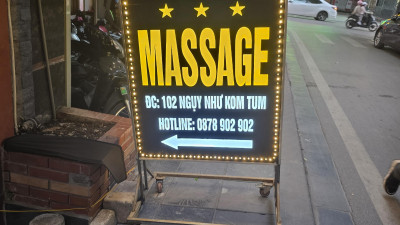 MASSAGE
ĐC: 102 NGỤY NHƯ KOM TUM
HOTLINE: 0878 902 902